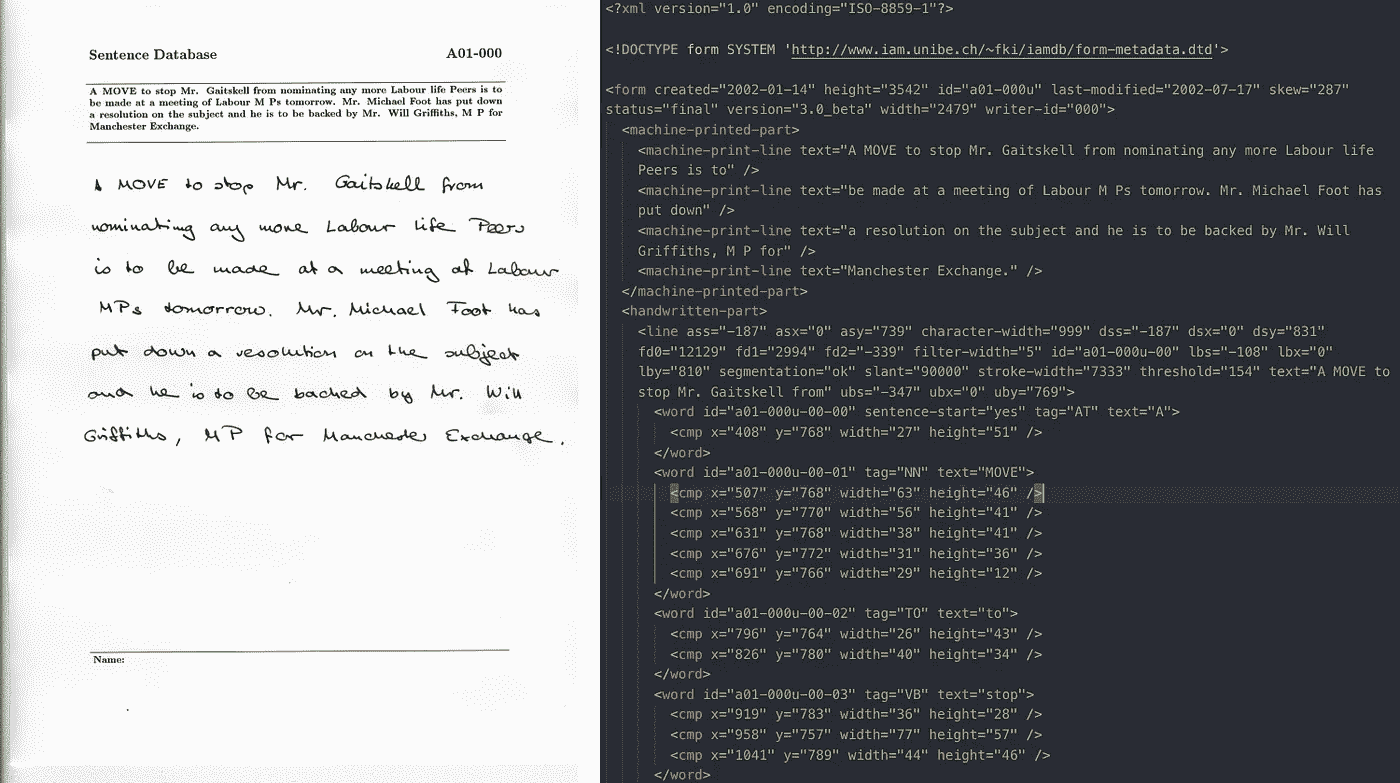 Sentence Database A01-000
A MOVE to stop Mr. Gaitskell from nominating any more Labour life Peers is to
be made at a meeting of Labour M Ps tomorrow. Mr. Michael Foot has put down
a resolution on the subject and he is to be backed by Mr. Will Griffiths, M P for
Manchester Exchange.
A MOVE to stop Mr. Gaitskell from
nominating any more Labour life Peers
is to be made at a meeting of Labour
MPs tomorrow. Mr. Michael Foot has
put down a resolution on the subject
and he is to be backed by Mr. Will
Griffiths, MP for Manchester Exchange.
Name:
<?xml version="1.0" encoding="ISO-8859-1"?>
<!DOCTYPE form SYSTEM 'http://www.iam.unibe.ch/~fki/iamdb/form-metadata.dtd'>
<form created="2002-01-14" height="3542" id="a01-000u" last-modified="2002-07-17" skew="287"
status="final" version="3.0_beta" width="2479" writer-id="000">
<machine-printed-part>
<machine-print-line text="A MOVE to stop Mr. Gaitskell from nominating any more Labour life
Peers is to" />
<machine-print-line text="be made at a meeting of Labour M Ps tomorrow. Mr. Michael Foot has
put down" />
<machine-print-line text="a resolution on the subject and he is to be backed by Mr. Will
Griffiths, M P for" />
<machine-print-line text="Manchester Exchange." />
</machine-printed-part>
<handwritten-part>
<line ass="-187" asx="0" asy="739" character-width="999" dss="-187" dsx="0" dsy="831"
fd0="12129" fd1="2994" fd2="-339" filter-width="5" id="a01-000u-00" lbs="-108" lbx="0"
lby="810" segmentation="ok" slant="90000" stroke-width="7333" threshold="154" text="A MOVE to
stop Mr. Gaitskell from" ubs="-347" ubx="0" uby="769">
<word id="a01-000u-00-00" sentence-start="yes" tag="AT" text="A">
<cmp x="408" y="768" width="27" height="51" />
</word>
<word id="a01-000u-00-01" tag="NN" text="MOVE">
<cmp x="507" y="768" width="63" height="46" />
<cmp x="568" y="770" width="56" height="41" />
<cmp x="631" y="768" width="38" height="41" />
<cmp x="676" y="772" width="31" height="36" />
<cmp x="691" y="766" width="29" height="12" />
</word>
<word id="a01-000u-00-02" tag="TO" text="to">
<cmp x="796" y="764" width="26" height="43" />
<cmp x="826" y="780" width="40" height="34" />
</word>
<word id="a01-000u-00-03" tag="VB" text="stop">
<cmp x="919" y="783" width="36" height="28" />
<cmp x="958" y="757" width="77" height="57" />
<cmp x="1041" y="789" width="44" height="46" />
</word>